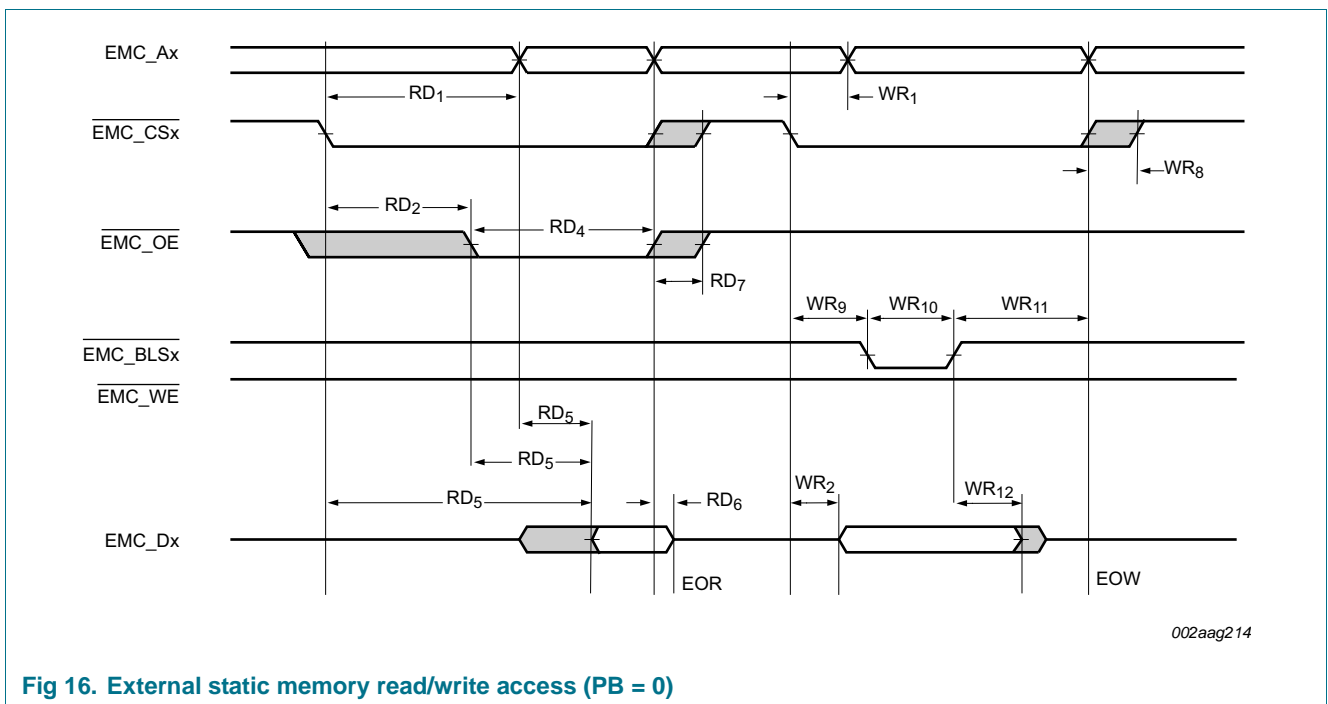 EMC_Ax
RD1
WR1
EMC_CSx
WR8
RD2
RD4
EMC_OE
RD7
WR9
WR10
WR11
EMC_BLSx
EMC_WE
RD5
RD5
RD5
WR2
WR12
RD6
EMC_Dx
EOR
EOW
002aag214
Fig 16. External static memory read/write access (PB = 0)